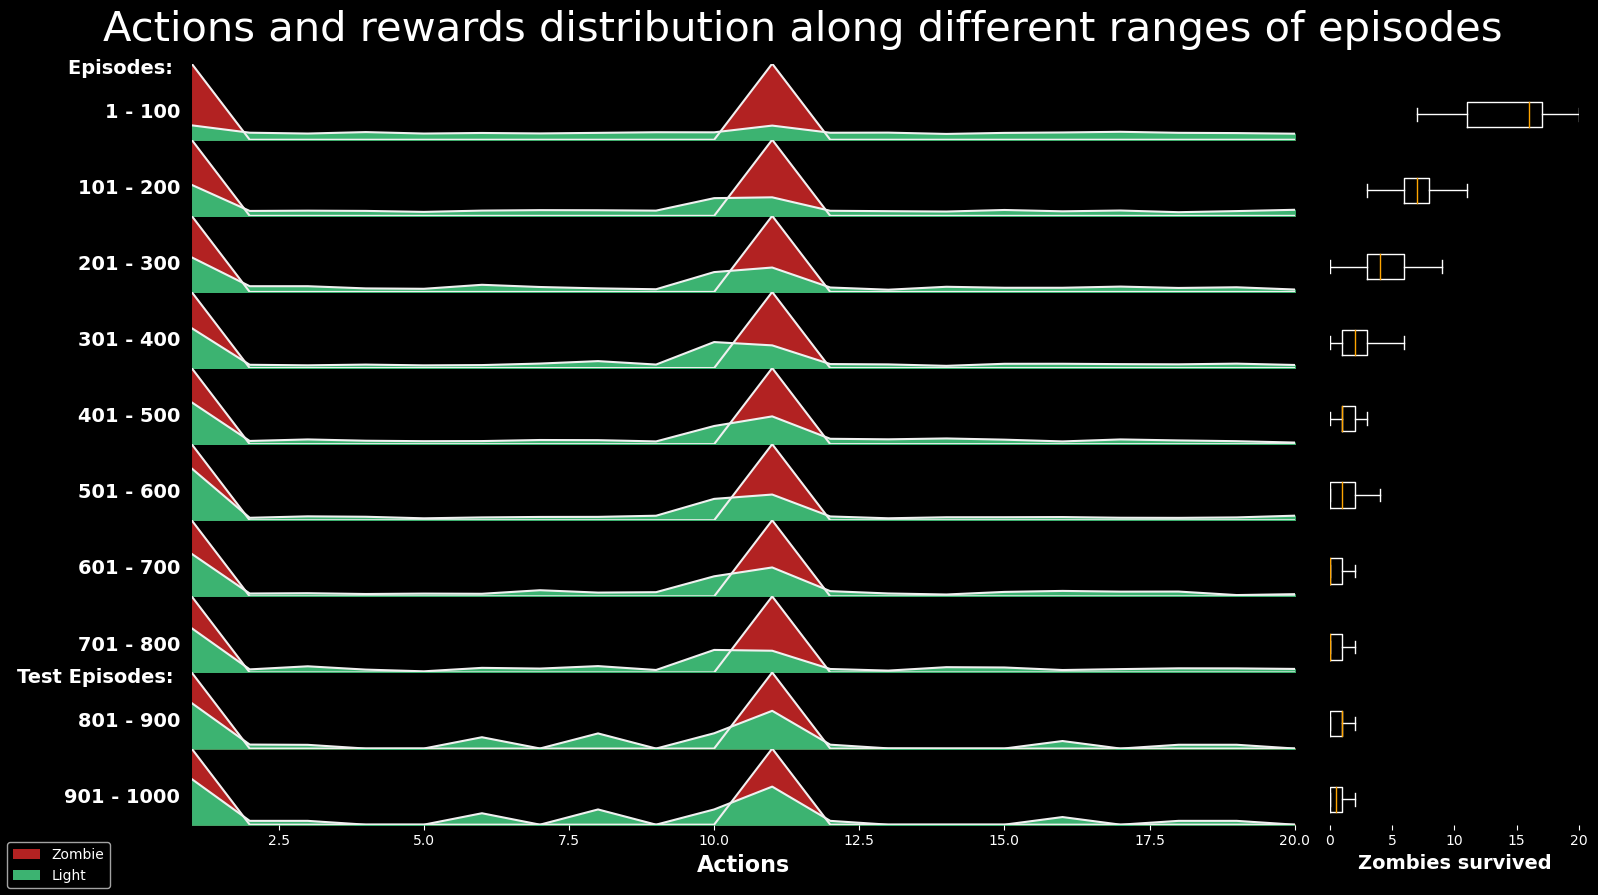 Actions and rewards distribution along different ranges of episodes
Episodes:
1 - 100
101 - 200
201 - 300
301 - 400
401 - 500
501 - 600
601 - 700
701 - 800
Test Episodes:
801 - 900
901 - 1000
2.5 5.0 7.5 10.0 12.5 15.0 17.5 20.0
Actions
0 5 10 15 20
Zombies survived
Zombie
Light